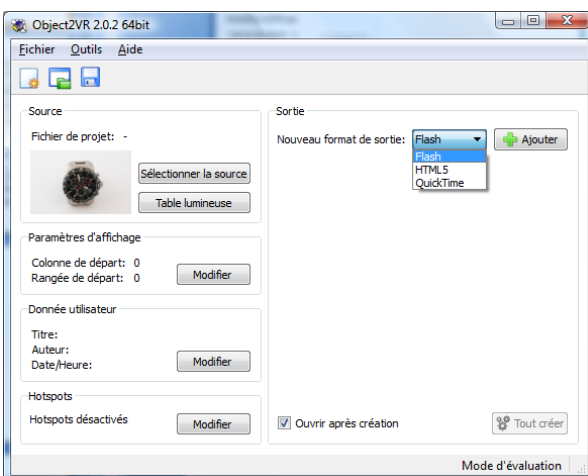 Object2VR 2.0.2 64bit
Fichier Outils Aide
Source
Fichier de projet: -
Sélectionner la source
Table lumineuse
Paramètres d'affichage
Colonne de départ: 0
Rangée de départ: 0
Modifier
Donnée utilisateur
Titre:
Auteur:
Date/Heure:
Modifier
Hotspots
Hotspots désactivés
Modifier
Sortie
Nouveau format de sortie: Flash Ajouter
Flash
HTML5
QuickTime
Ouvrir après création
Tout créer
Mode d'évaluation